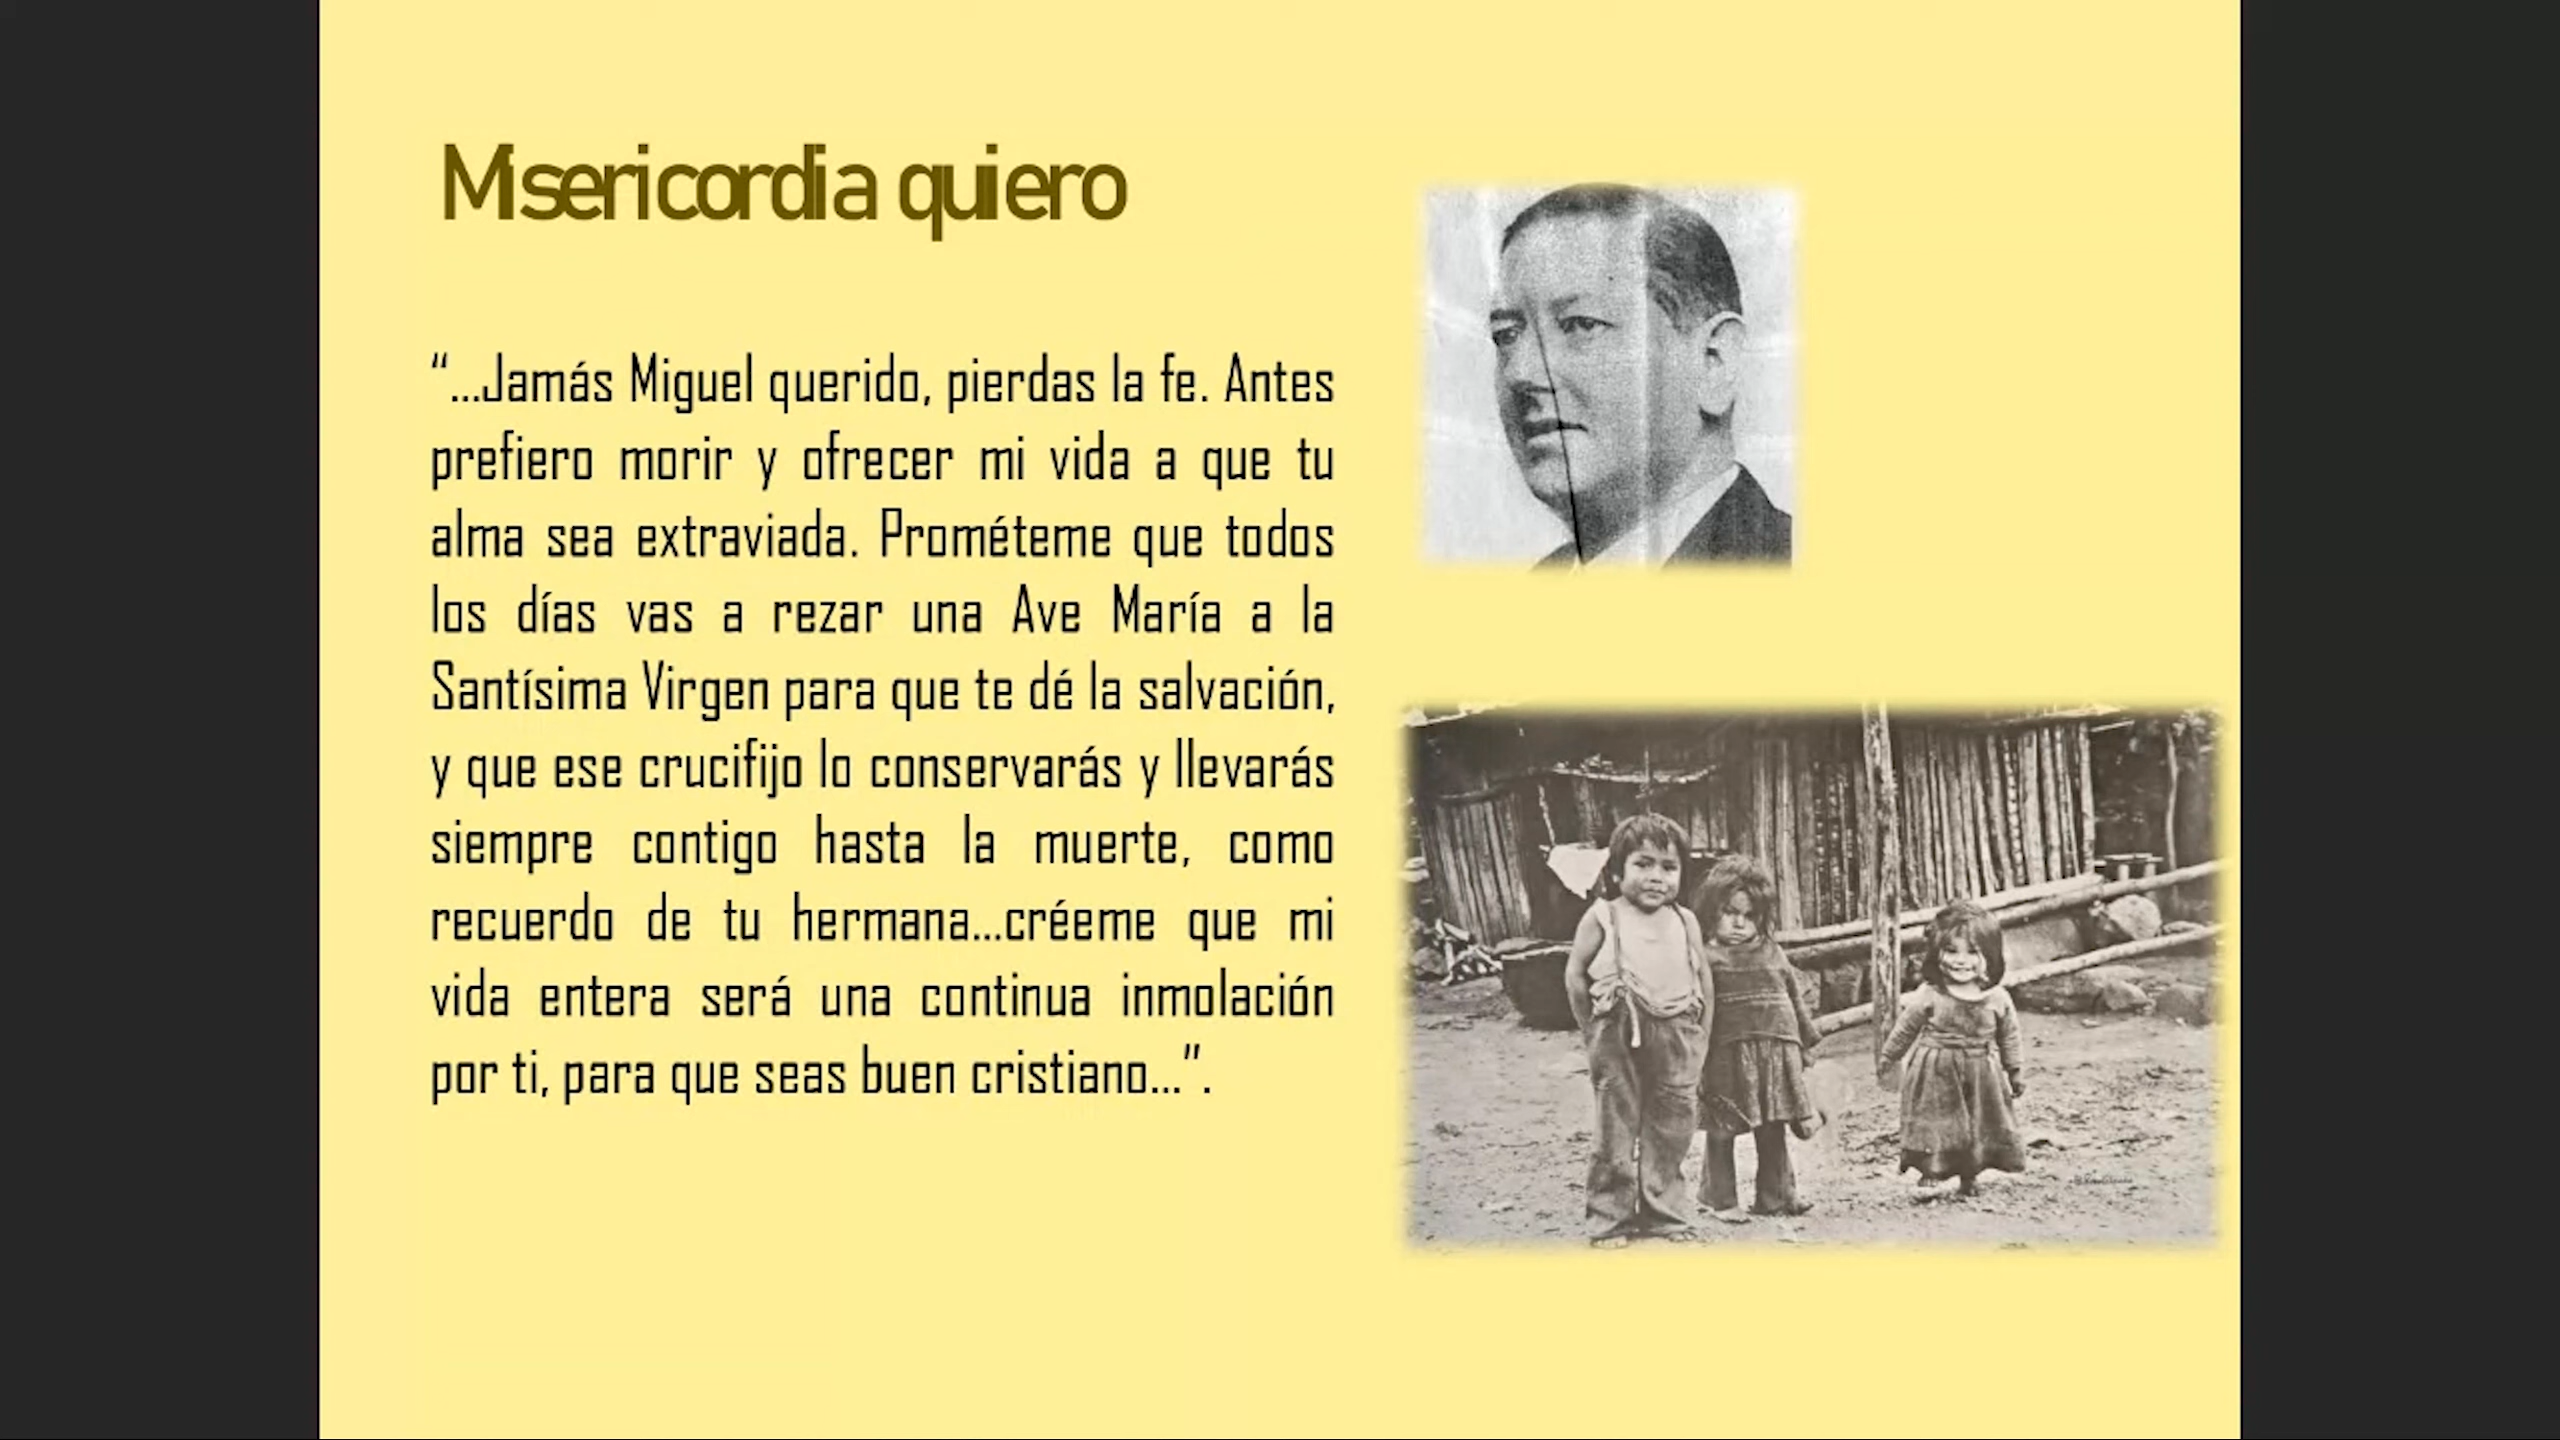 Misericordia quiero
“...Jamás Miguel querido, pierdas la fe. Antes
prefiero morir y ofrecer mi vida a que tu
alma sea extraviada. Prométeme que todos
los días vas a rezar una Ave María a la
Santísima Virgen para que te dé la salvación,
y que ese crucifijo lo conservarás y llevarás
siempre contigo hasta la muerte, como
recuerdo de tu hermana...créeme que mi
vida entera será una continua inmolación
por ti, para que seas buen cristiano...”.